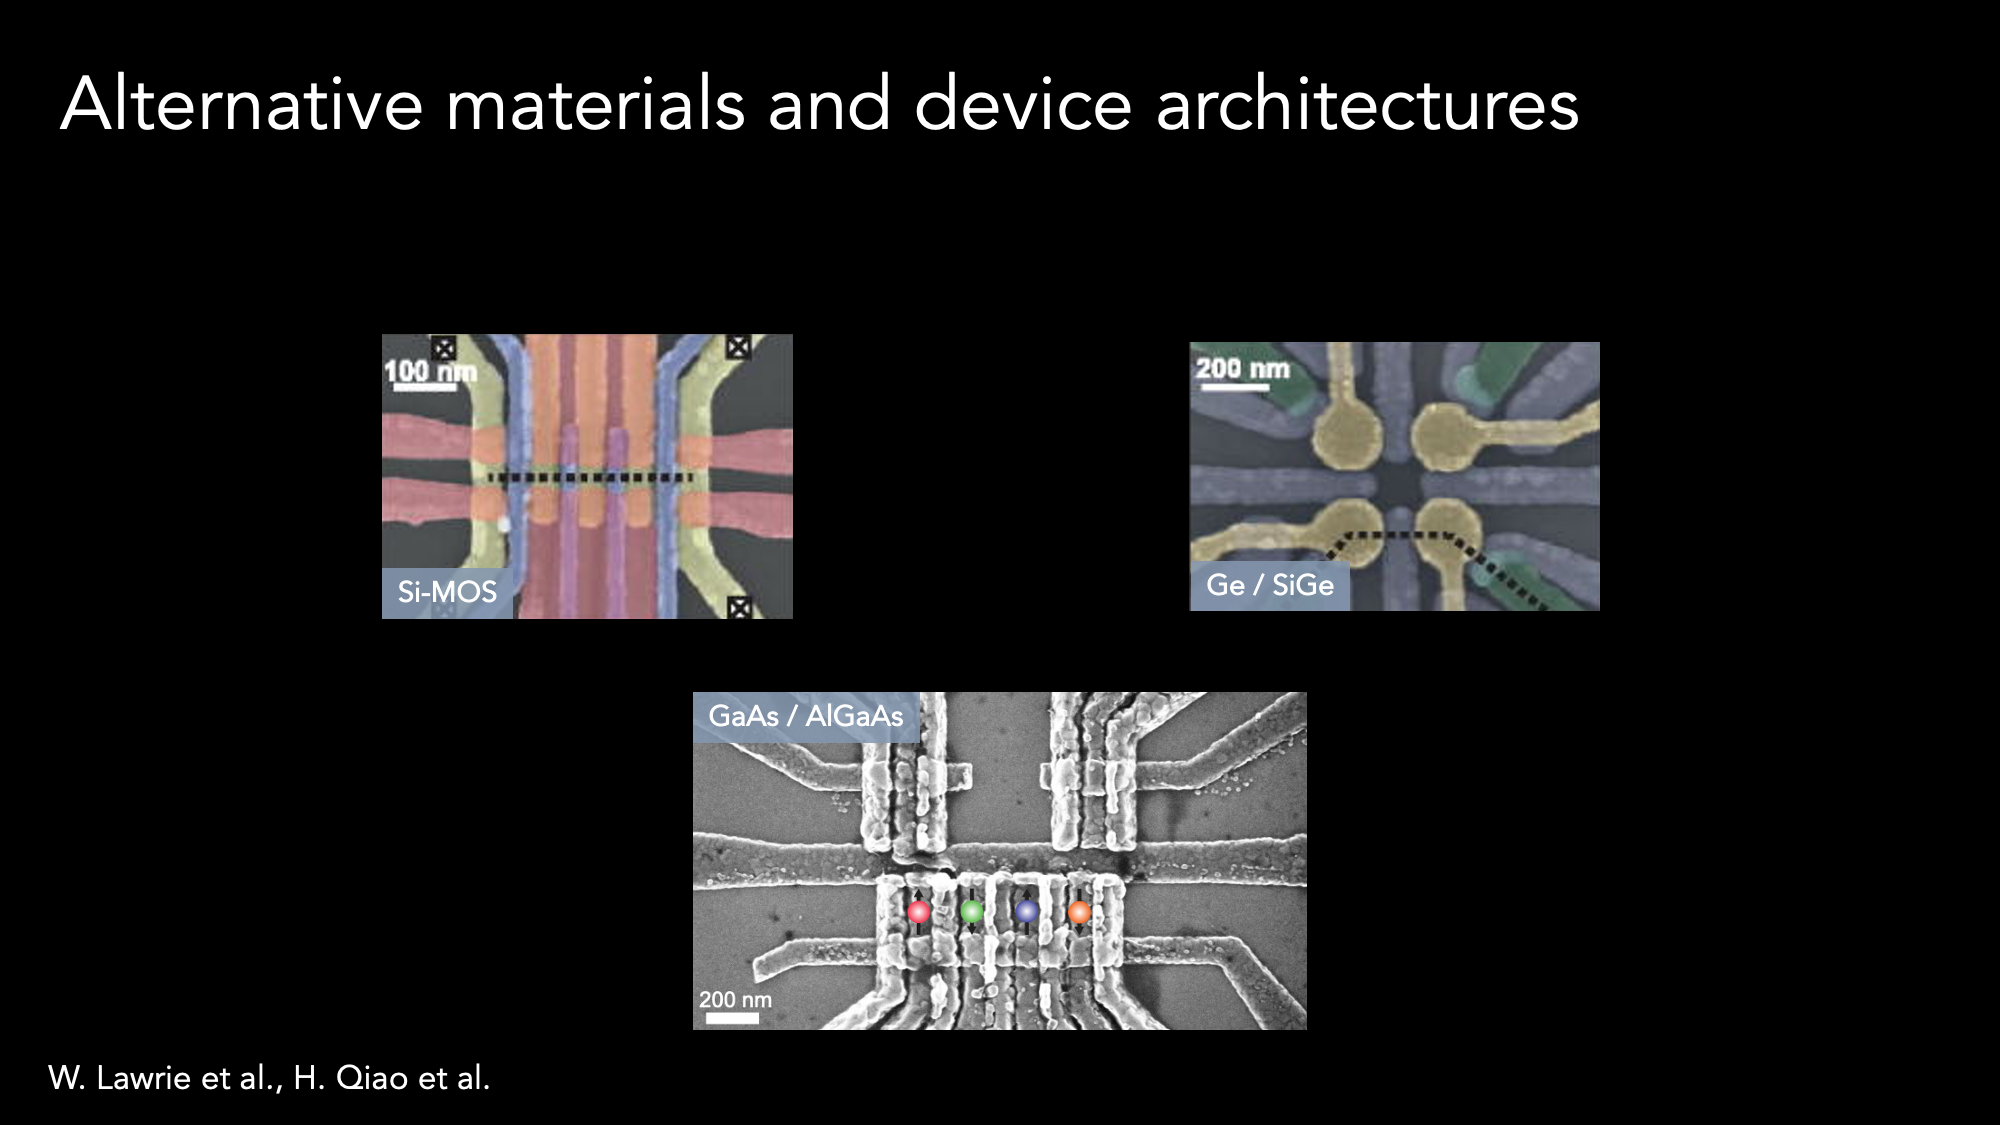 Alternative materials and device architectures
100 nm
Si-MOS
200 nm
Ge / SiGe
GaAs / AlGaAs
200 nm
W. Lawrie et al., H. Qiao et al.